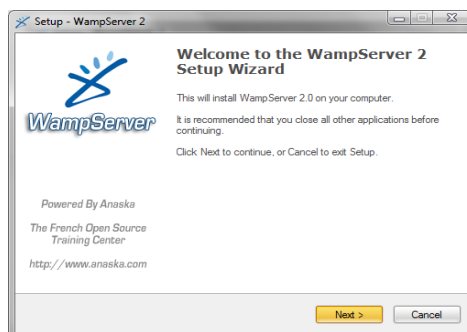 Setup - WampServer 2
Welcome to the WampServer 2
Setup Wizard
This will install WampServer 2.0 on your computer.
It is recommended that you close all other applications before
continuing.
Click Next to continue, or Cancel to exit Setup.
WampServer
Powered By Anaska
The French Open Source
Training Center
http://www.anaska.com
Next >
Cancel